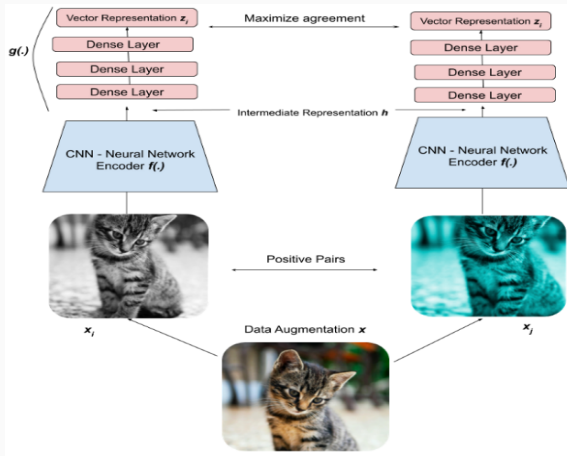 Vector Representation z_i
Maximize agreement
Vector Representation z_i
g(.)
Dense Layer
Dense Layer
Dense Layer
Dense Layer
Dense Layer
Dense Layer
Intermediate Representation h
CNN - Neural Network
Encoder f(.)
CNN - Neural Network
Encoder f(.)
Positive Pairs
x_i
Data Augmentation x
x_j